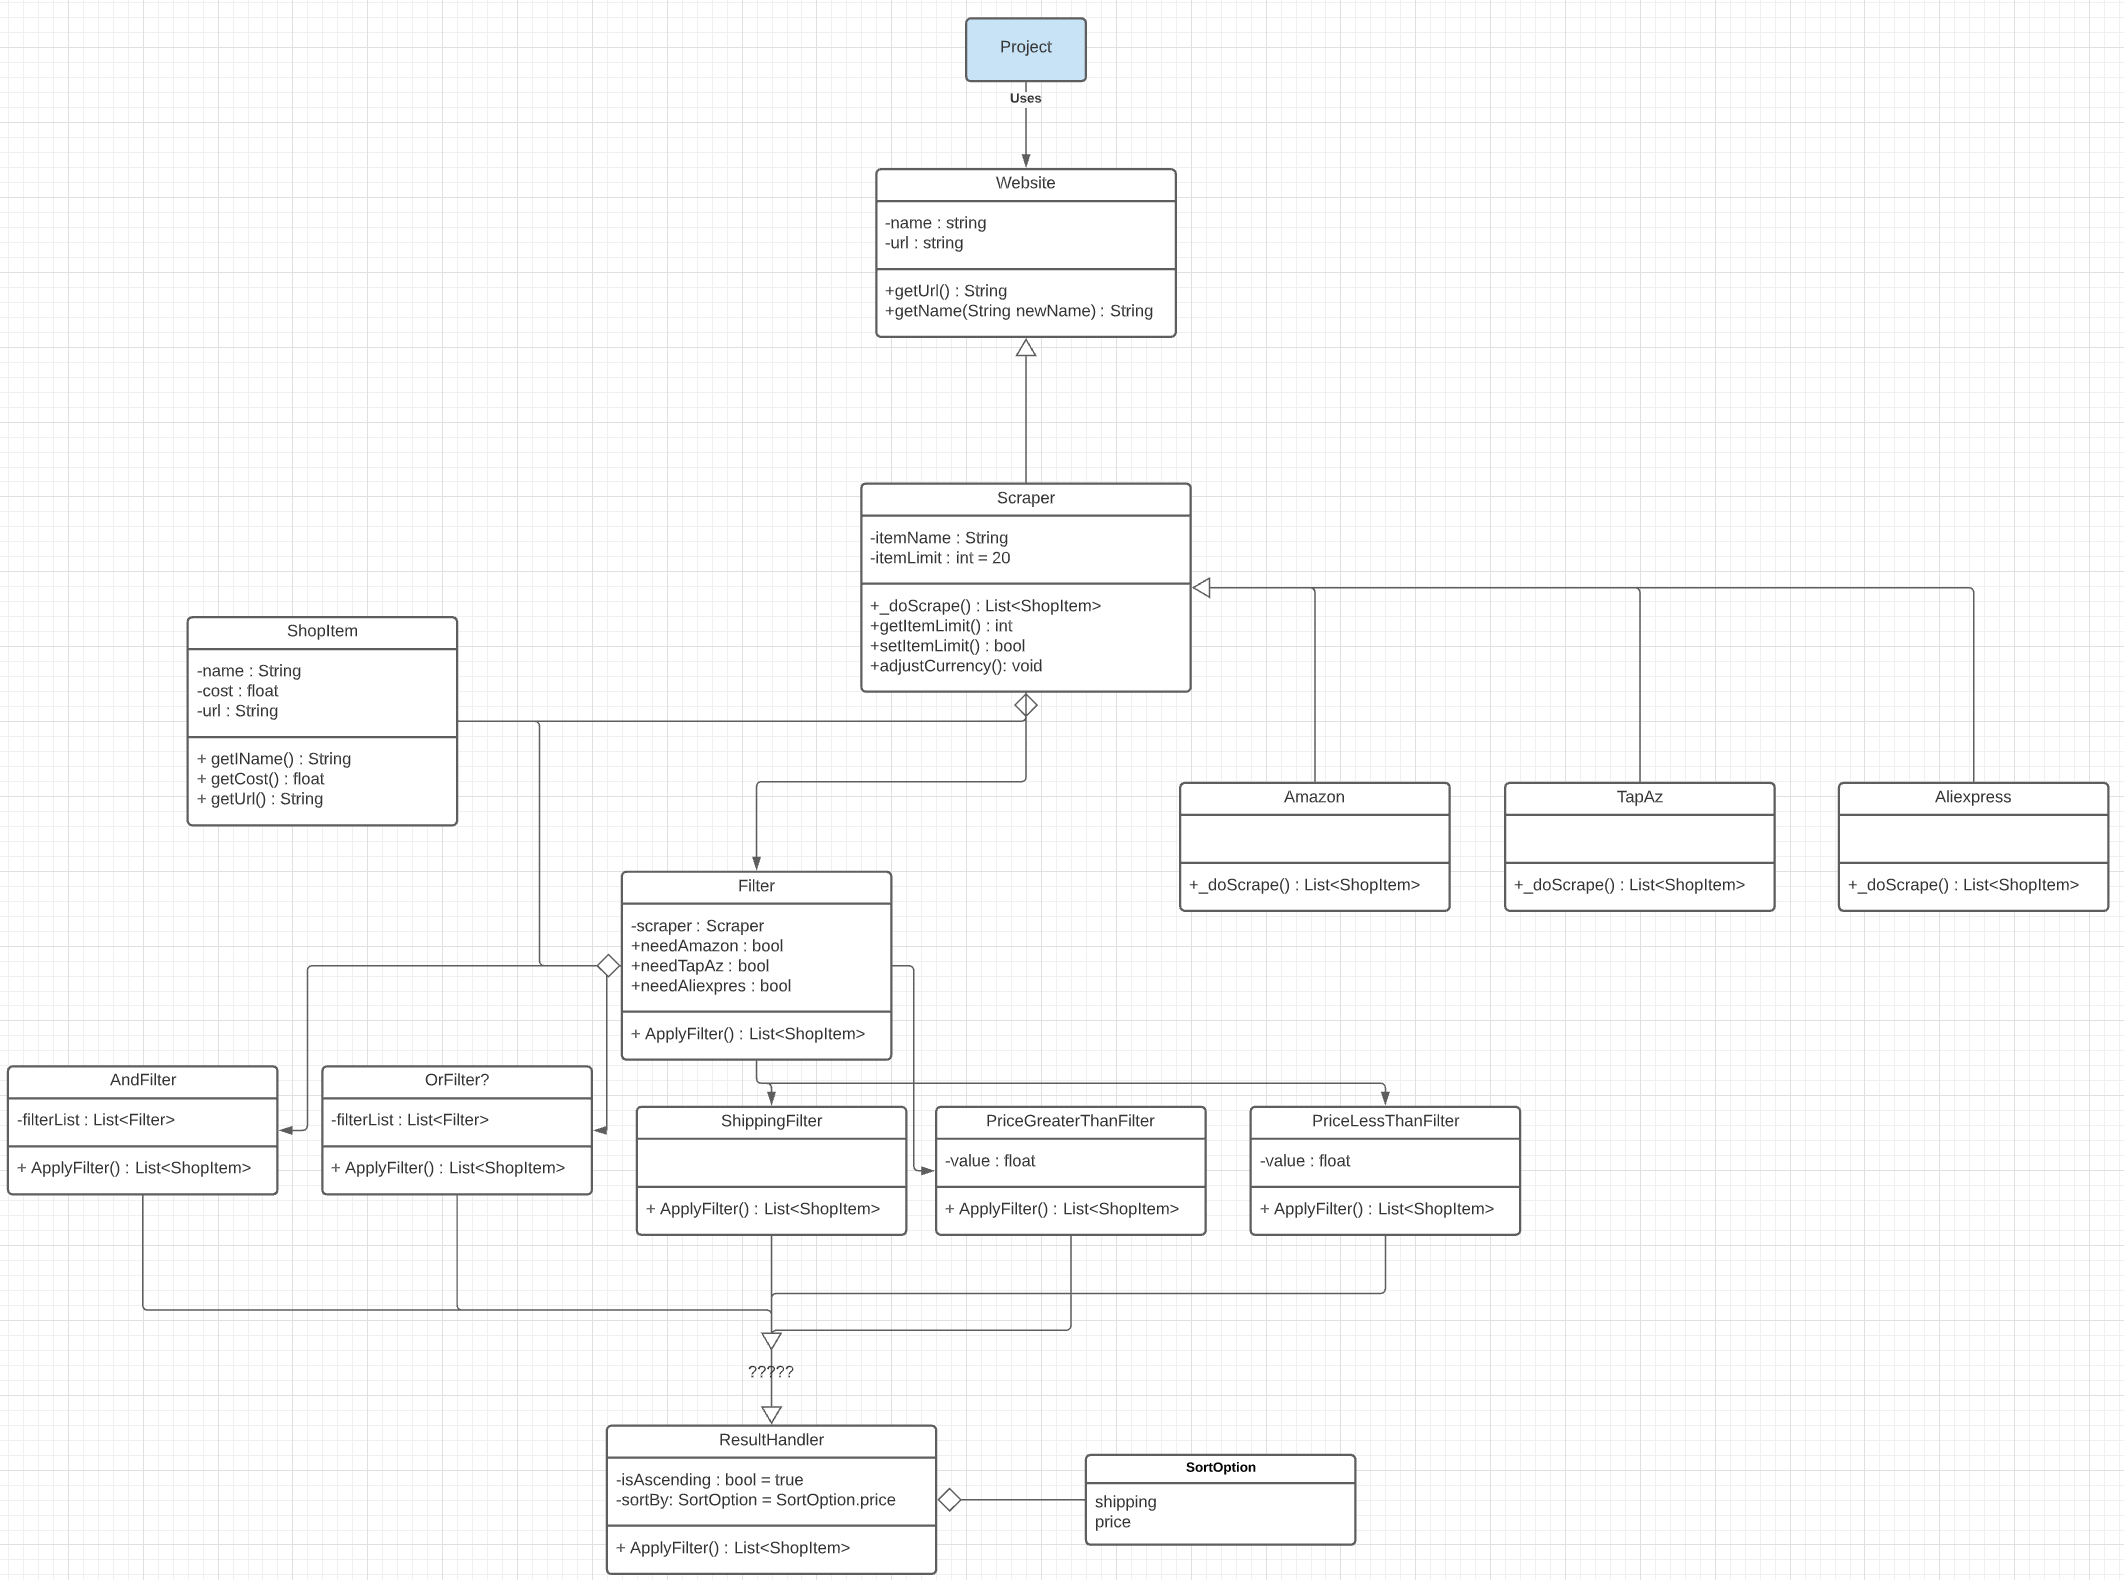 Project
Uses
Website
-name : string
-url : string
+getUrl() : String
+getName(String newName) : String
Scraper
-itemName : String
-itemLimit : int = 20
+_doScrape() : List<ShopItem>
+getItemLimit() : int
+setItemLimit() : bool
+adjustCurrency(): void
ShopItem
-name : String
-cost : float
-url : String
+ getIName() : String
+ getCost() : float
+ getUrl() : String
Amazon
+_doScrape() : List<ShopItem>
TapAz
+_doScrape() : List<ShopItem>
Aliexpress
+_doScrape() : List<ShopItem>
Filter
-scraper : Scraper
+needAmazon : bool
+needTapAz : bool
+needAliexpres : bool
+ ApplyFilter() : List<ShopItem>
AndFilter
-filterList : List<Filter>
+ ApplyFilter() : List<ShopItem>
OrFilter?
-filterList : List<Filter>
+ ApplyFilter() : List<ShopItem>
ShippingFilter
+ ApplyFilter() : List<ShopItem>
PriceGreaterThanFilter
-value : float
+ ApplyFilter() : List<ShopItem>
PriceLessThanFilter
-value : float
+ ApplyFilter() : List<ShopItem>
?????
ResultHandler
-isAscending : bool = true
-sortBy: SortOption = SortOption.price
+ ApplyFilter() : List<ShopItem>
SortOption
shipping
price